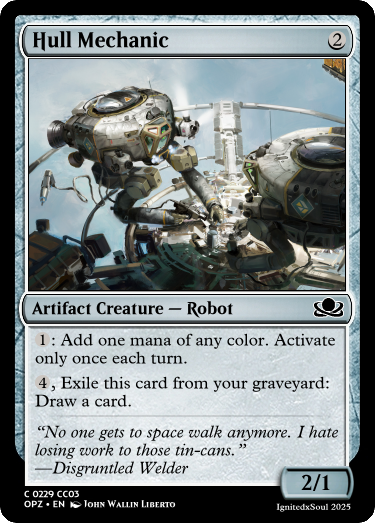 Hull Mechanic 2
Artifact Creature — Robot
1: Add one mana of any color. Activate
only once each turn.
4, Exile this card from your graveyard:
Draw a card.
“No one gets to space walk anymore. I hate
losing work to those tin-cans.”
—Disgruntled Welder
2/1
C 0229 CC03
OPZ • EN John Wallin Liberto
IgnitedxSoul 2025